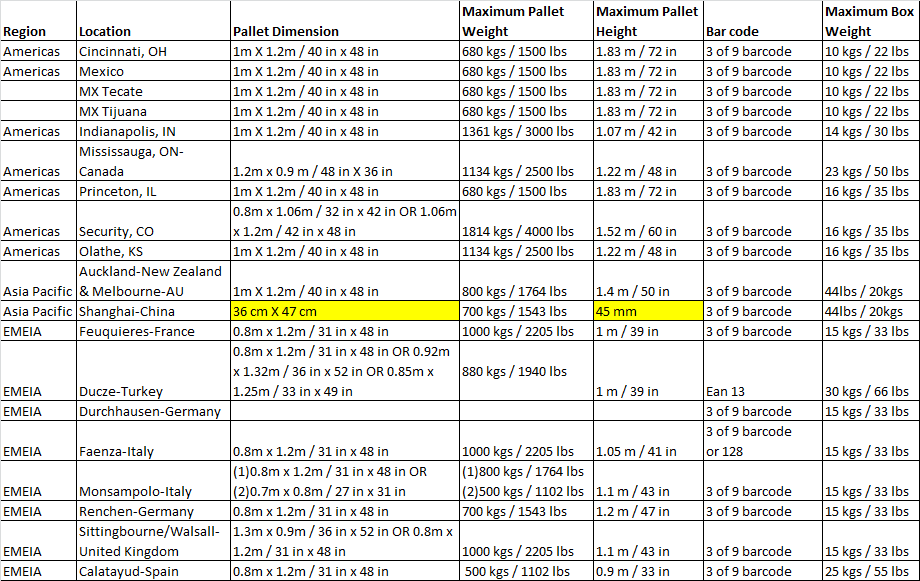 Region Location Pallet Dimension Maximum Pallet Weight Maximum Pallet Height Bar code Maximum Box Weight
Americas Cincinnati, OH 1m X 1.2m / 40 in x 48 in 680 kgs / 1500 lbs 1.83 m / 72 in 3 of 9 barcode 10 kgs / 22 lbs
Americas Mexico 1m X 1.2m / 40 in x 48 in 680 kgs / 1500 lbs 1.83 m / 72 in 3 of 9 barcode 10 kgs / 22 lbs
MX Tecate 1m X 1.2m / 40 in x 48 in 680 kgs / 1500 lbs 1.83 m / 72 in 3 of 9 barcode 10 kgs / 22 lbs
MX Tijuana 1m X 1.2m / 40 in x 48 in 680 kgs / 1500 lbs 1.83 m / 72 in 3 of 9 barcode 10 kgs / 22 lbs
Americas Indianapolis, IN 1m X 1.2m / 40 in x 48 in 1361 kgs / 3000 lbs 1.07 m / 42 in 3 of 9 barcode 14 kgs / 30 lbs
Americas Mississauga, ON-Canada 1.2m x 0.9 m / 48 in X 36 in 1134 kgs / 2500 lbs 1.22 m / 48 in 3 of 9 barcode 23 kgs / 50 lbs
Americas Princeton, IL 1m X 1.2m / 40 in x 48 in 680 kgs / 1500 lbs 1.83 m / 72 in 3 of 9 barcode 16 kgs / 35 lbs
Americas Security, CO 0.8m x 1.06m / 32 in x 42 in OR 1.06m x 1.2m / 42 in x 48 in 1814 kgs / 4000 lbs 1.52 m / 60 in 3 of 9 barcode 16 kgs / 35 lbs
Americas Olathe, KS 1m X 1.2m / 40 in x 48 in 1134 kgs / 2500 lbs 1.22 m / 48 in 3 of 9 barcode 16 kgs / 35 lbs
Asia Pacific Auckland-New Zealand & Melbourne-AU 1m X 1.2m / 40 in x 48 in 800 kgs / 1764 lbs 1.4 m / 50 in 3 of 9 barcode 44lbs / 20kgs
Asia Pacific Shanghai-China 36 cm X 47 cm 700 kgs / 1543 lbs 45 mm 3 of 9 barcode 44lbs / 20kgs
EMEIA Feuquieres-France 0.8m x 1.2m / 31 in x 48 in 1000 kgs / 2205 lbs 1 m / 39 in 3 of 9 barcode 15 kgs / 33 lbs
EMEIA Ducze-Turkey 0.8m x 1.2m / 31 in x 48 in OR 0.92m x 1.32m / 36 in x 52 in OR 0.85m x 1.25m / 33 in x 49 in 880 kgs / 1940 lbs 1 m / 39 in Ean 13 30 kgs / 66 lbs
EMEIA Durchhausen-Germany 3 of 9 barcode 15 kgs / 33 lbs
EMEIA Faenza-Italy 0.8m x 1.2m / 31 in x 48 in 1000 kgs / 2205 lbs 1.05 m / 41 in 3 of 9 barcode or 128 15 kgs / 33 lbs
EMEIA Monsampolo-Italy (1)0.8m x 1.2m / 31 in x 48 in OR (2)0.7m x 0.8m / 27 in x 31 in (1)800 kgs / 1764 lbs (2)500 kgs / 1102 lbs 1.1 m / 43 in 3 of 9 barcode 15 kgs / 33 lbs
EMEIA Renchen-Germany 0.8m x 1.2m / 31 in x 48 in 700 kgs / 1543 lbs 1.2 m / 47 in 3 of 9 barcode 15 kgs / 33 lbs
EMEIA Sittingbourne/Walsall-United Kingdom 1.3m x 0.9m / 36 in x 52 in OR 0.8m x 1.2m / 31 in x 48 in 1000 kgs / 2205 lbs 1.1 m / 43 in 3 of 9 barcode 15 kgs / 33 lbs
EMEIA Calatayud-Spain 0.8m x 1.2m / 31 in x 48 in 500 kgs / 1102 lbs 0.9 m / 33 in 3 of 9 barcode 25 kgs / 55 lbs